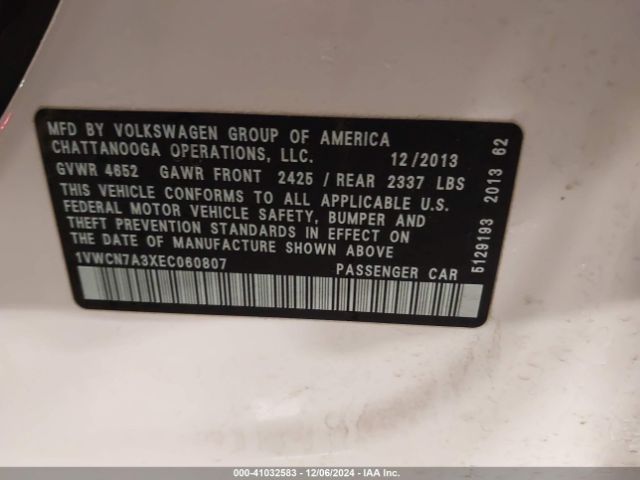 MFD BY VOLKSWAGEN GROUP OF AMERICA
CHATTANOOGA OPERATIONS, LLC. 12/2013
GVWR 4652 GAWR FRONT 2425 / REAR 2337 LBS
THIS VEHICLE CONFORMS TO ALL APPLICABLE U.S.
FEDERAL MOTOR VEHICLE SAFETY, BUMPER AND
THEFT PREVENTION STANDARDS IN EFFECT ON
THE DATE OF MANUFACTURE SHOWN ABOVE
1VWCN7A3XEC060807 PASSENGER CAR
5129193 2013 62
000-41032583 - 12/06/2024 - IAA Inc.